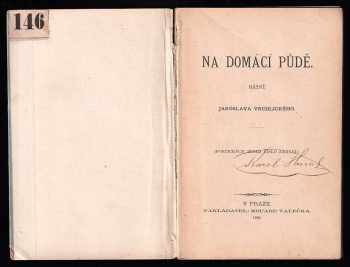 146
NA DOMÁCÍ PŮDĚ.
BÁSNĚ
JAROSLAVA VRCHLICKÉHO.
V PRAZE.
NAKLADATEL: EDUARD VALEČKA.